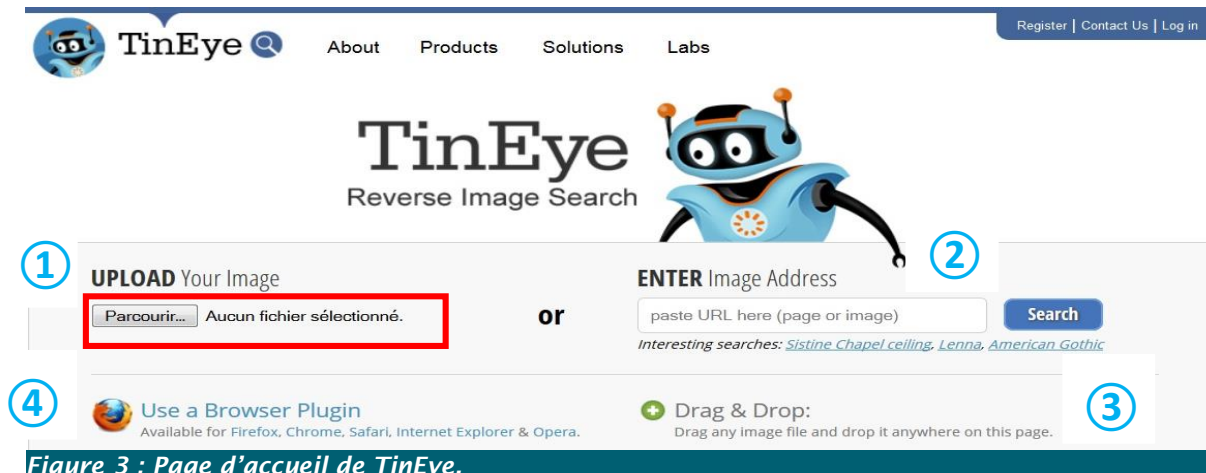 TinEye
About Products Solutions Labs
Register | Contact Us | Log in
TinEye
Reverse Image Search
1
UPLOAD Your Image
Parcourir... Aucun fichier sélectionné.
or
2
ENTER Image Address
paste URL here (page or image)
Search
Interesting searches: Sistine Chapel ceiling, Lenna, American Gothic
4
Use a Browser Plugin
Available for Firefox, Chrome, Safari, Internet Explorer & Opera.
Drag & Drop:
Drag any image file and drop it anywhere on this page.
3
Figure 3 : Page d'accueil de TinEye.